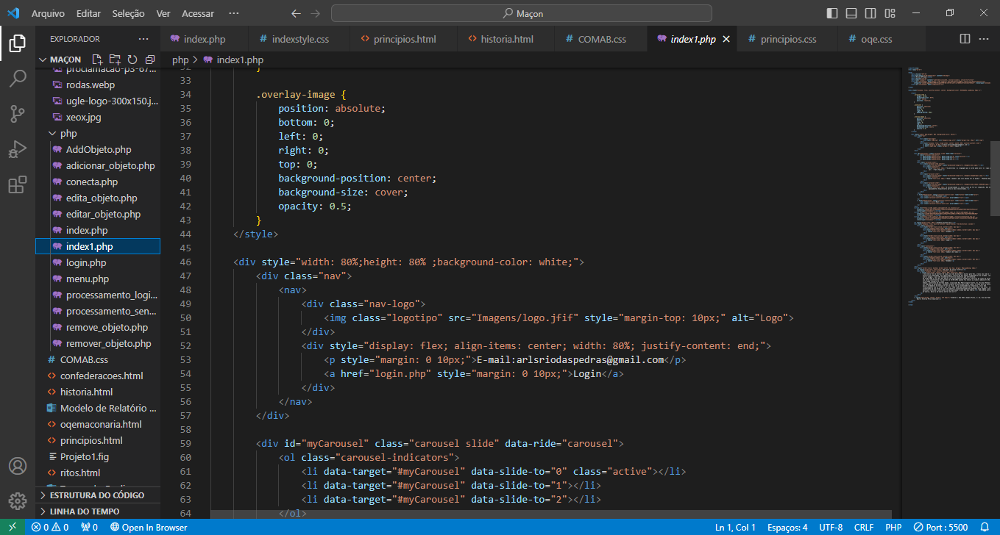 Arquivo Editar Seleção Ver Acessar ··· Maçon
EXPLORADOR ···
MAÇON
proclamacao-p3-67...
rodas.webp
ugle-logo-300x150.j...
xeox.jpg
php
AddObjeto.php
adicionar_objeto.php
conecta.php
edita_objeto.php
editar_objeto.php
index.php
index1.php
login.php
menu.php
processamento_logi...
processamento_sen...
remove_objeto.php
remover_objeto.php
# COMAB.css
<> confederacoes.html
<> historia.html
Modelo de Relatório ...
<> oqemaconaria.html
<> principios.html
Projeto1.fig
<> ritos.html
ESTRUTURA DO CÓDIGO
LINHA DO TEMPO
index.php # indexstyle.css <> principios.html <> historia.html # COMAB.css index1.php # principios.css # oqe.css ···
php > index1.php
32 }
33
34 .overlay-image {
35 position: absolute;
36 bottom: 0;
37 left: 0;
38 right: 0;
39 top: 0;
40 background-position: center;
41 background-size: cover;
42 opacity: 0.5;
43 }
44 </style>
45
46 <div style="width: 80%;height: 80% ;background-color: white;">
47 <div class="nav">
48 <nav>
49 <div class="nav-logo">
50 <img class="logotipo" src="Imagens/logo.jfif" style="margin-top: 10px;" alt="Logo">
51 </div>
52 <div style="display: flex; align-items: center; width: 80%; justify-content: end;">
53 <p style="margin: 0 10px;">E-mail:arlsriodaspedras@gmail.com</p>
54 <a href="login.php" style="margin: 0 10px;">Login</a>
55 </div>
56 </nav>
57 </div>
58
59 <div id="myCarousel" class="carousel slide" data-ride="carousel">
60 <ol class="carousel-indicators">
61 <li data-target="#myCarousel" data-slide-to="0" class="active"></li>
62 <li data-target="#myCarousel" data-slide-to="1"></li>
63 <li data-target="#myCarousel" data-slide-to="2"></li>
64 </ol>
0 0 0 Open In Browser Ln 1, Col 1 Espaços: 4 UTF-8 CRLF PHP Port : 5500